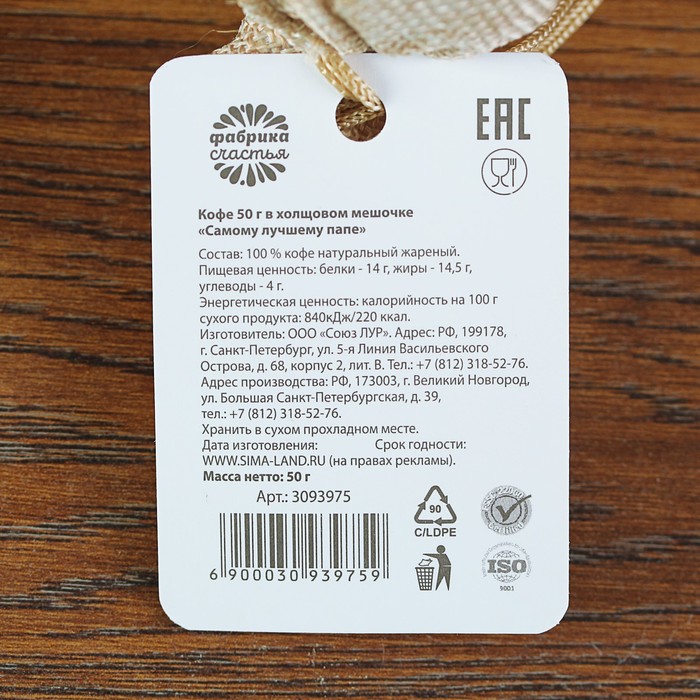 фабрика
счастья
EAC
Кофе 50 г в холщовом мешочке
«Самому лучшему папе»
Состав: 100 % кофе натуральный жареный.
Пищевая ценность: белки - 14 г, жиры - 14,5 г,
углеводы - 4 г.
Энергетическая ценность: калорийность на 100 г
сухого продукта: 840кДж/220 ккал.
Изготовитель: ООО «Союз ЛУР». Адрес: РФ, 199178,
г. Санкт-Петербург, ул. 5-я Линия Васильевского
Острова, д. 68, корпус 2, лит. В. Тел.: +7 (812) 318-52-76.
Адрес производства: РФ, 173003, г. Великий Новгород,
ул. Большая Санкт-Петербургская, д. 39,
тел.: +7 (812) 318-52-76.
Хранить в сухом прохладном месте.
Дата изготовления: Срок годности:
WWW.SIMA-LAND.RU (на правах рекламы).
Масса нетто: 50 г
Арт.: 3093975
90
C/LDPE
ISO
9001
6 900030 939759